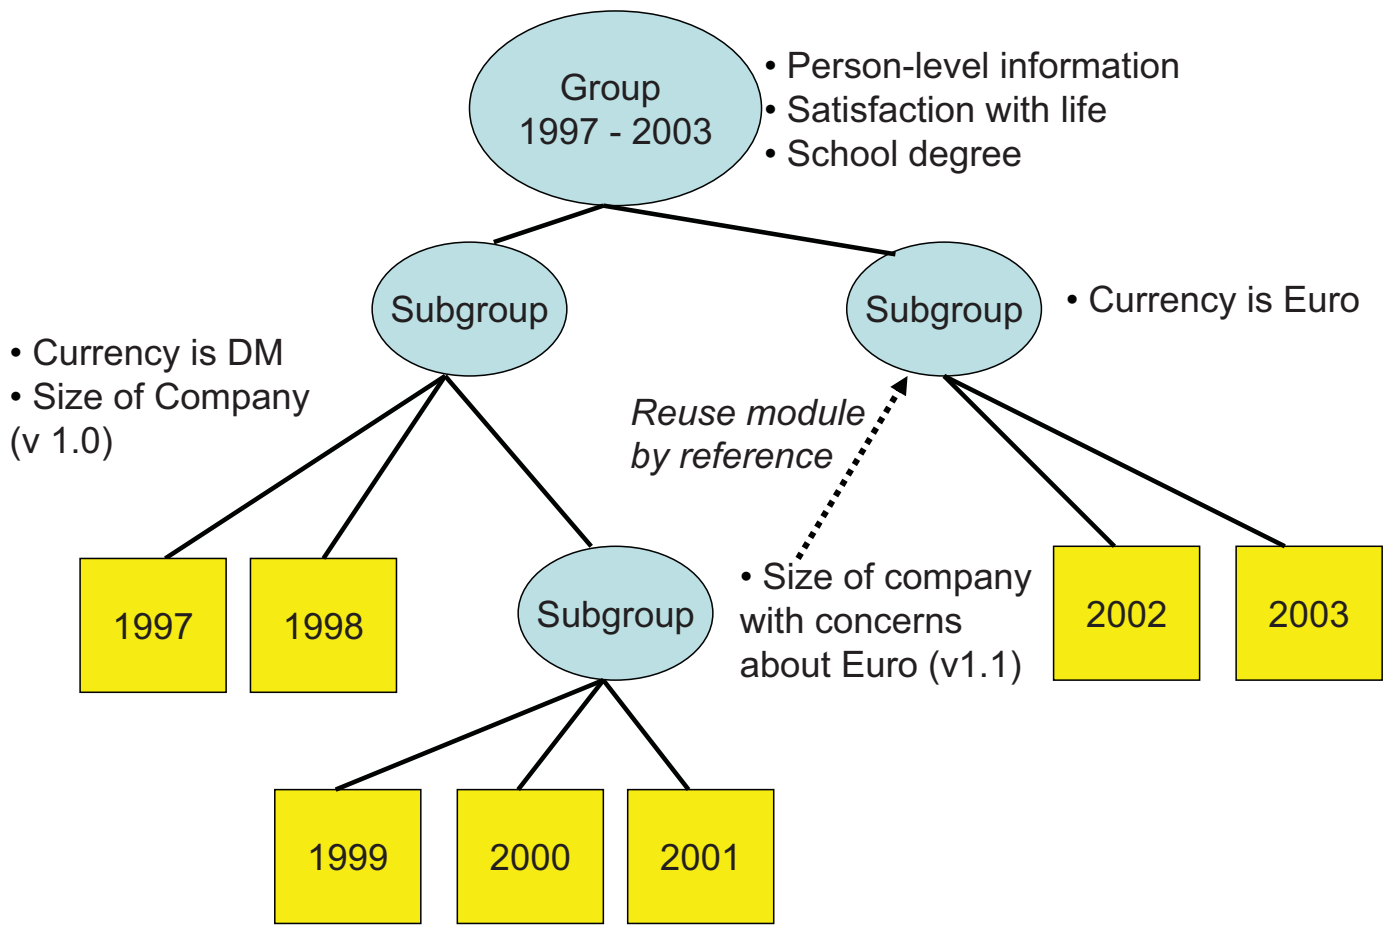 Group
1997 - 2003
• Person-level information
• Satisfaction with life
• School degree
Subgroup
Subgroup
• Currency is Euro
• Currency is DM
• Size of Company
(v 1.0)
Reuse module
by reference
1997
1998
Subgroup
• Size of company
with concerns
about Euro (v1.1)
2002
2003
1999
2000
2001